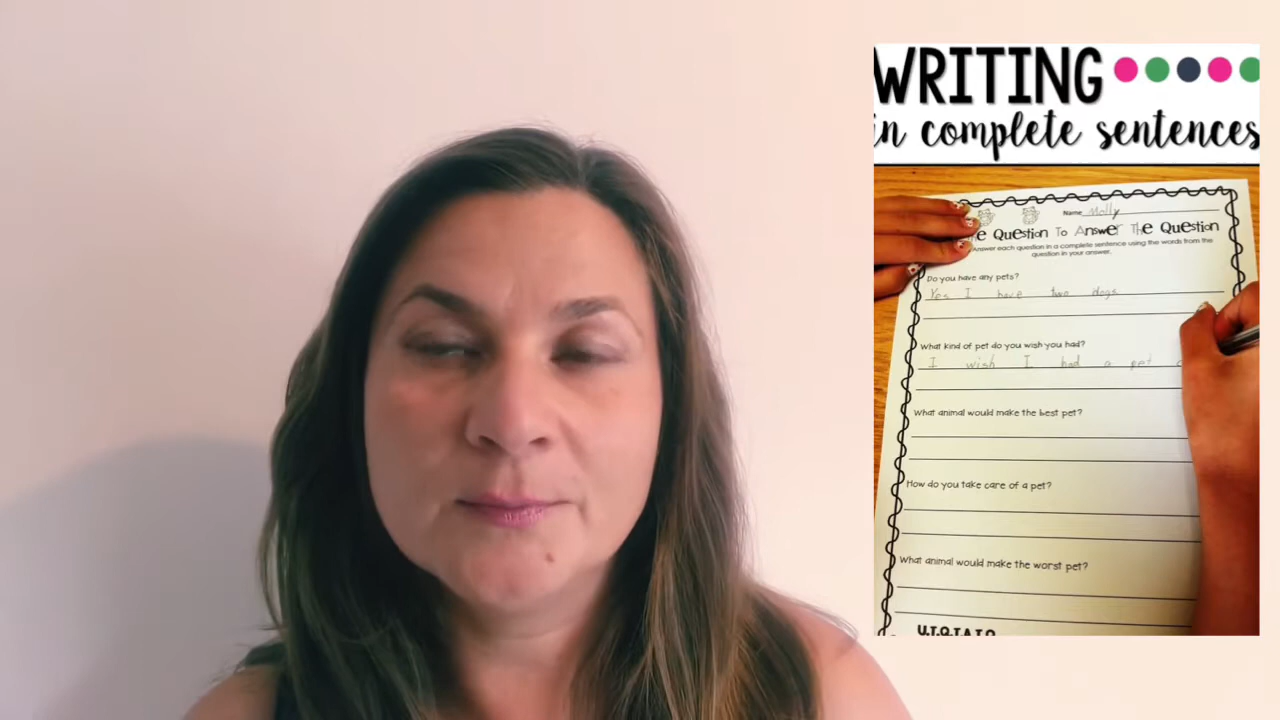 WRITING
in complete sentences
Name Molly
e Question To Answer The Question
Answer each question in a complete sentence using the words from the
question in your answer.
Do you have any pets?
Yes I have two dogs
What kind of pet do you wish you had?
I wish I had a pet
What animal would make the best pet?
How do you take care of a pet?
What animal would make the worst pet?
U.T.Q.T.A.T.Q